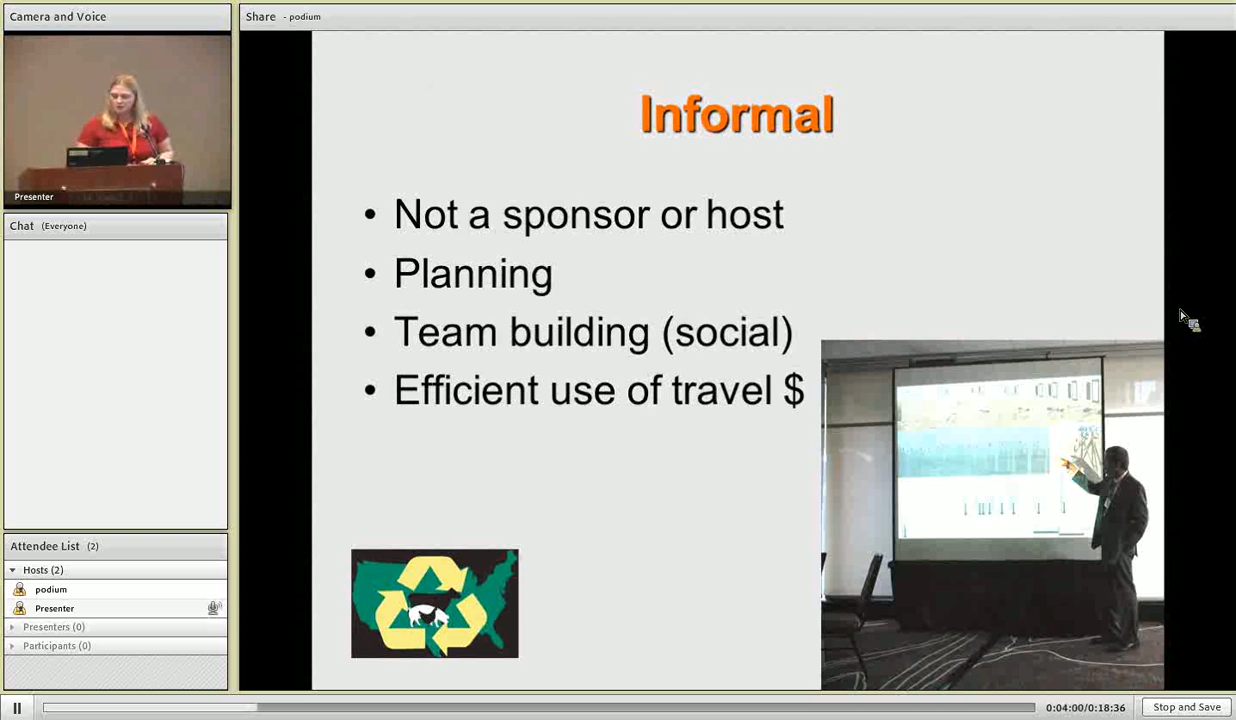 Camera and Voice
Presenter
Chat (Everyone)
Attendee List (2)
Hosts (2)
podium
Presenter
Presenters (0)
Participants (0)
Share - podium
Informal
• Not a sponsor or host
• Planning
• Team building (social)
• Efficient use of travel $
0:04:00/0:18:36
Stop and Save